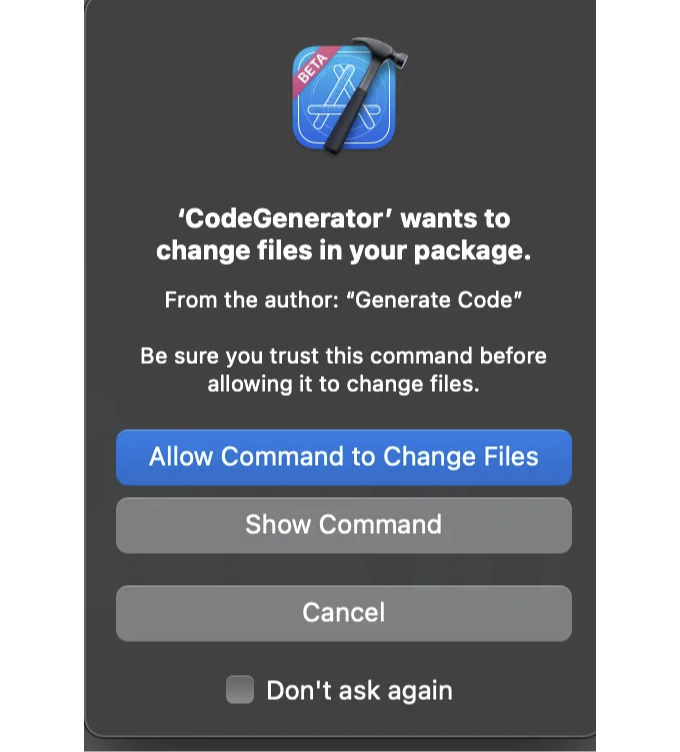 BETA
‘CodeGenerator’ wants to
change files in your package.
From the author: “Generate Code”
Be sure you trust this command before
allowing it to change files.
Allow Command to Change Files
Show Command
Cancel
Don't ask again